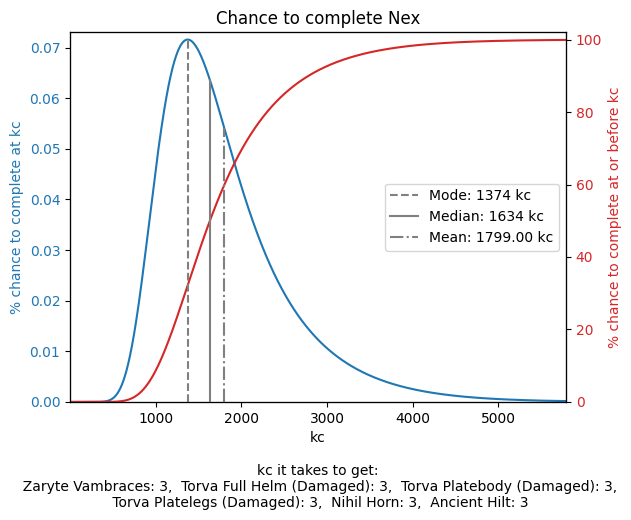 Chance to complete Nex
% chance to complete at kc
0.07
0.06
0.05
0.04
0.03
0.02
0.01
0.00
Mode: 1374 kc
Median: 1634 kc
Mean: 1799.00 kc
100
80
60
40
20
0
% chance to complete at or before kc
1000 2000 3000 4000 5000
kc
kc it takes to get:
Zaryte Vambraces: 3,  Torva Full Helm (Damaged): 3,  Torva Platebody (Damaged): 3,
Torva Platelegs (Damaged): 3,  Nihil Horn: 3,  Ancient Hilt: 3